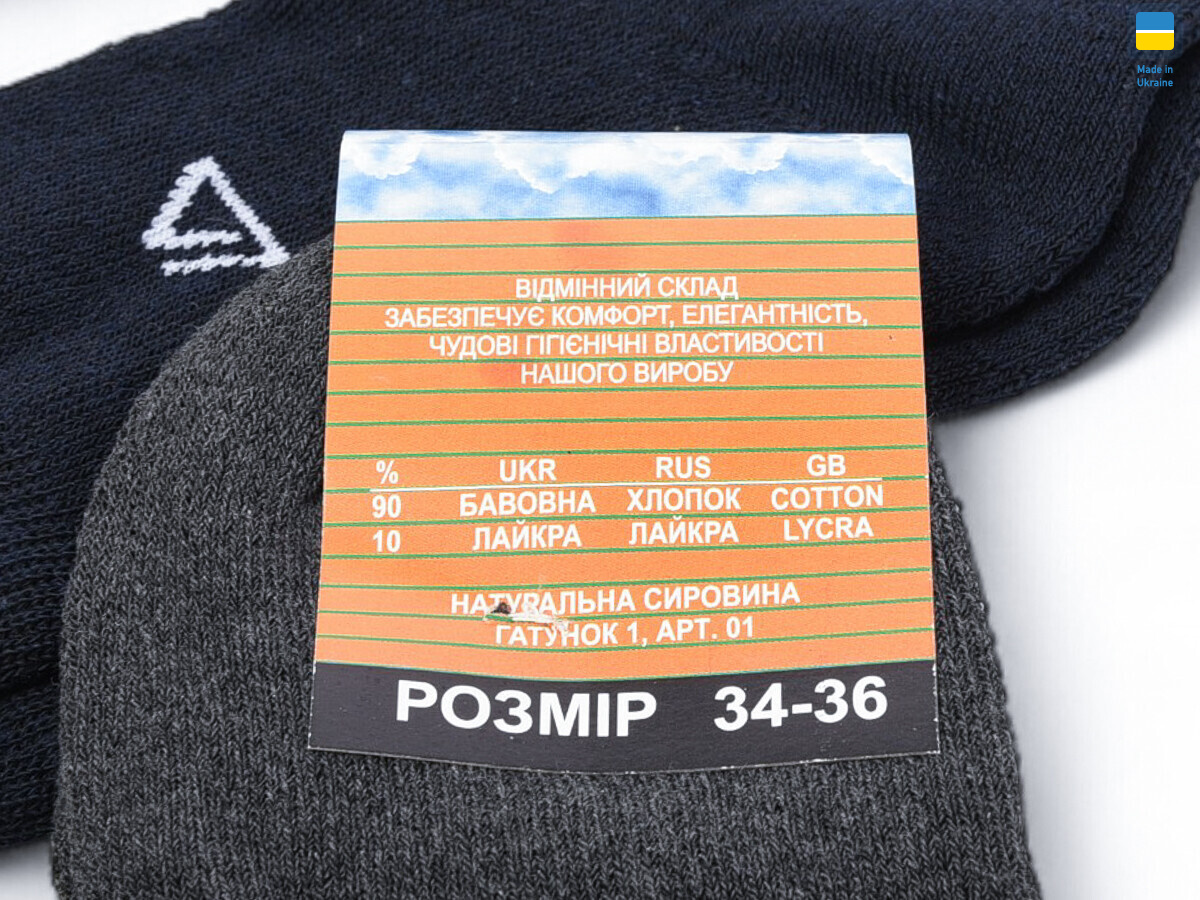 Made in
Ukraine
ВІДМІННИЙ СКЛАД
ЗАБЕЗПЕЧУЄ КОМФОРТ, ЕЛЕГАНТНІСТЬ,
ЧУДОВІ ГІГІЄНІЧНІ ВЛАСТИВОСТІ
НАШОГО ВИРОБУ
% UKR RUS GB
90 БАВОВНА ХЛОПОК COTTON
10 ЛАЙКРА ЛАЙКРА LYCRA
НАТУРАЛЬНА СИРОВИНА
ГАТУНОК 1, АРТ. 01
РОЗМІР 34-36